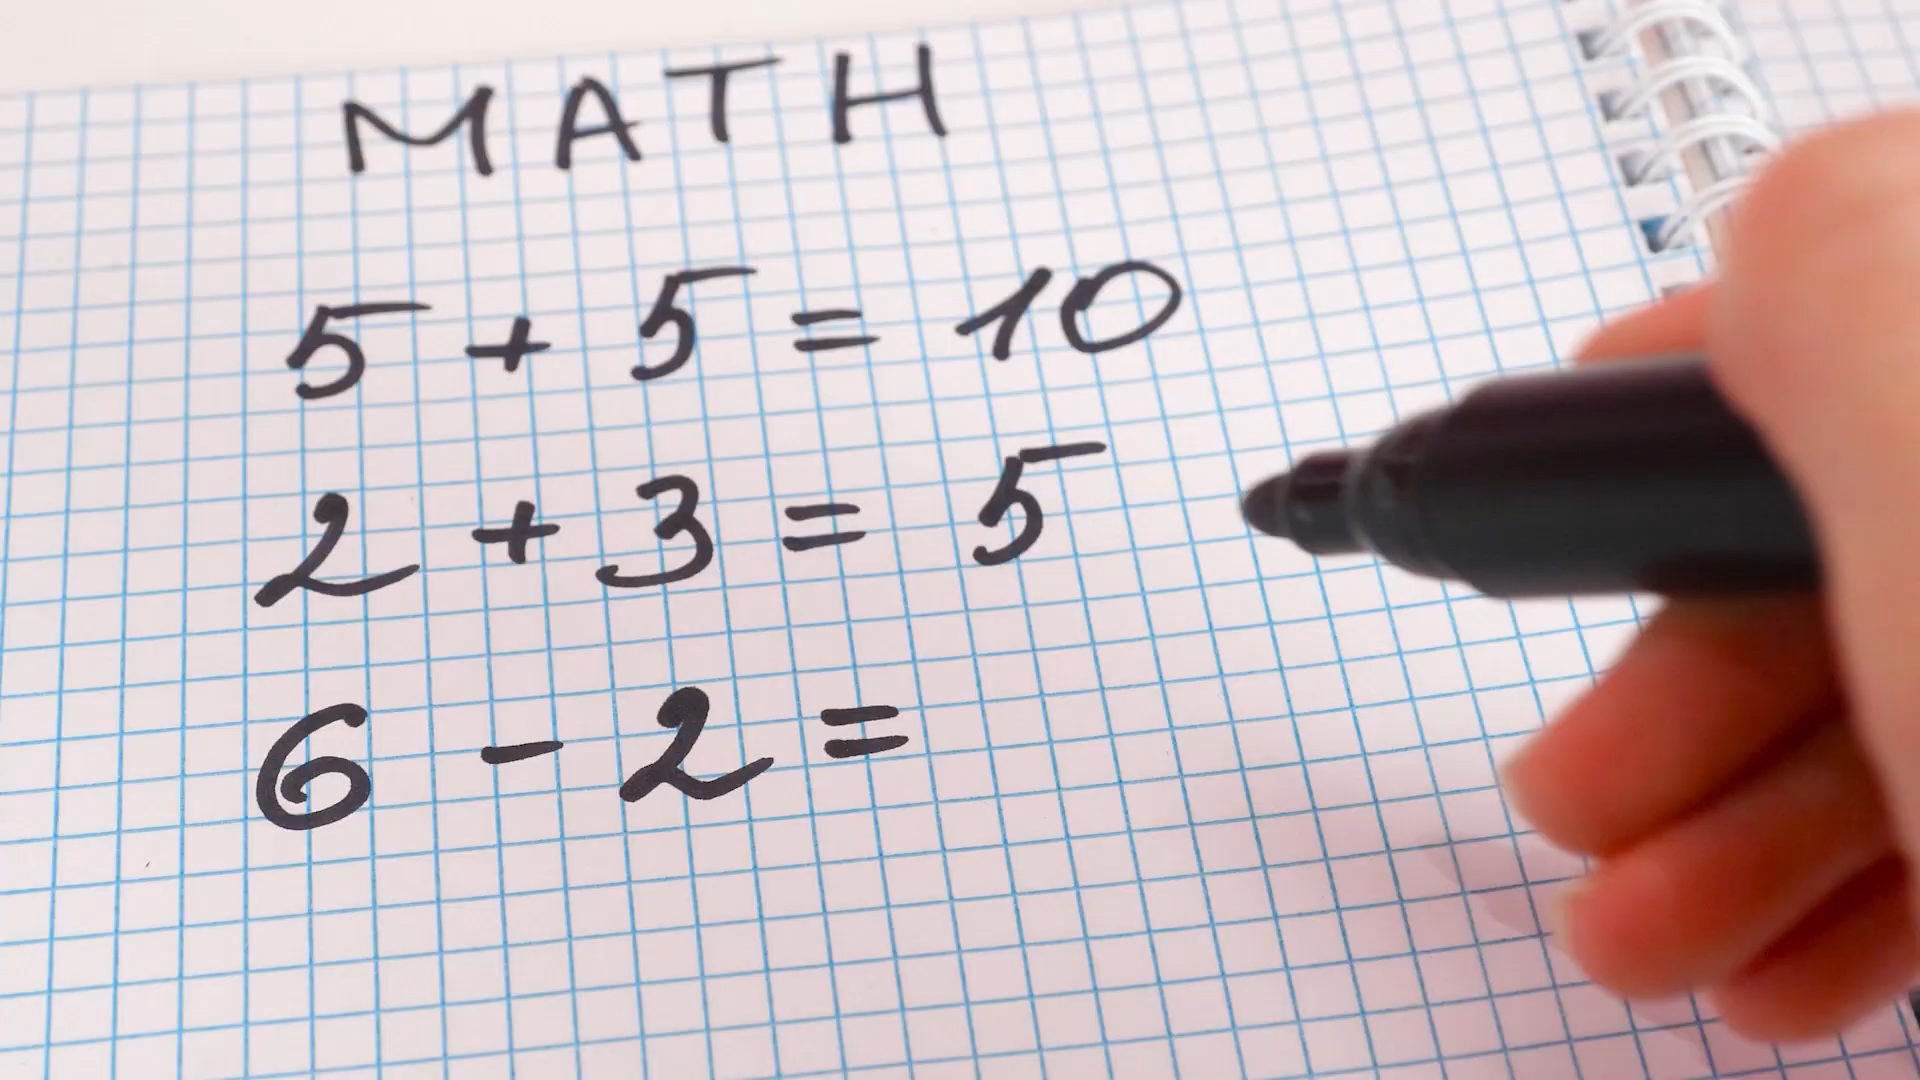 MATH
5 + 5 = 10
2 + 3 = 5
6 - 2 =